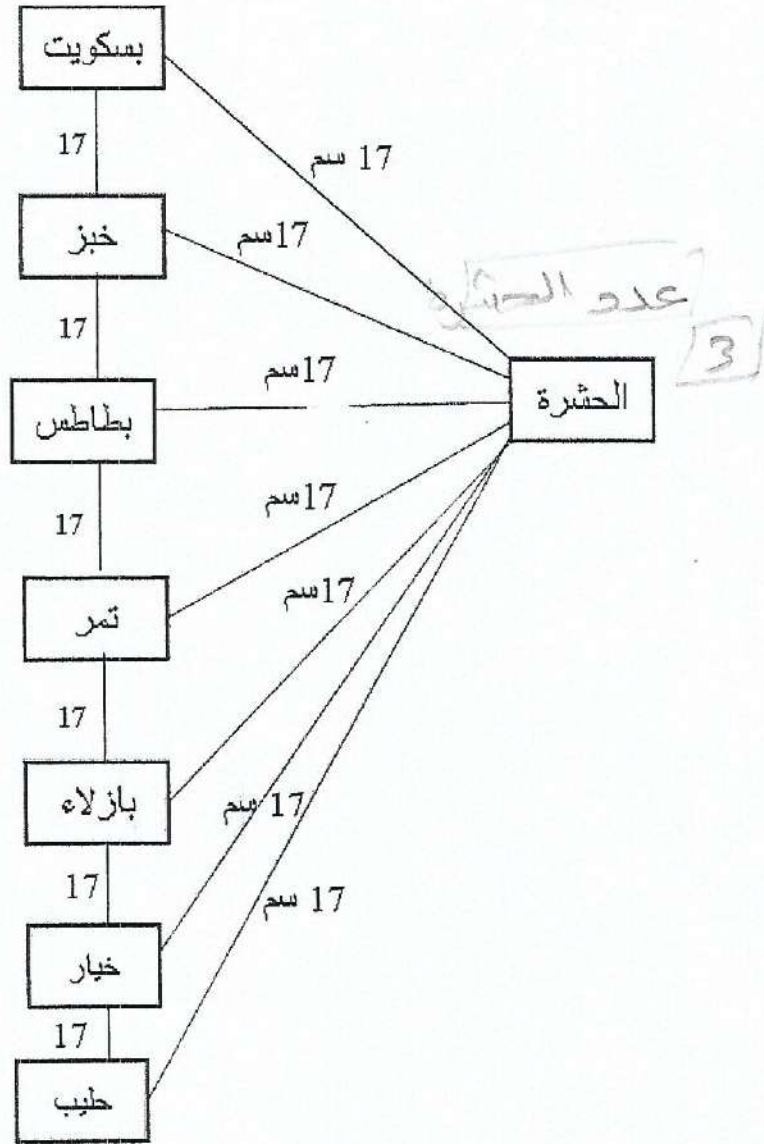 بسكويت
17
17 سم
خبز
17سم
عدد الحشرة
3
17
17سم
الحشرة
بطاطس
17
17سم
تمر
17سم
17
بازلاء
17 سم
17
17 سم
خيار
17
حليب